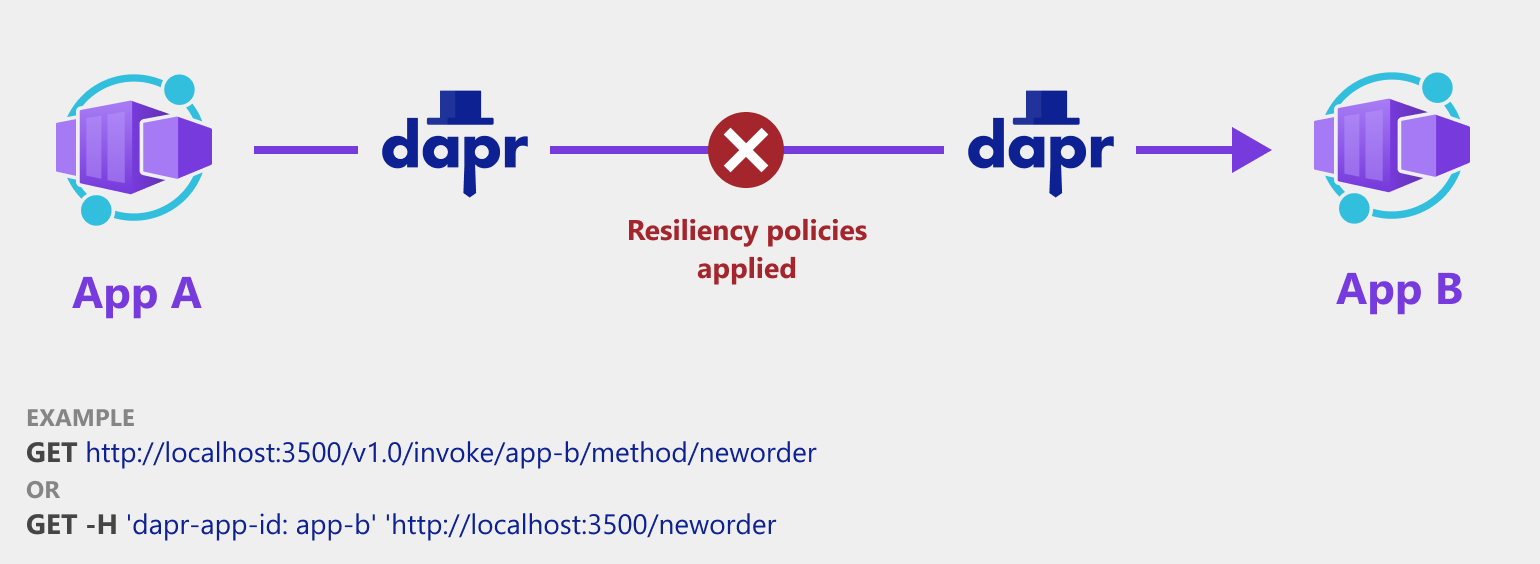 dapr
dapr
Resiliency policies
applied
App A
App B
EXAMPLE
GET http://localhost:3500/v1.0/invoke/app-b/method/neworder
OR
GET -H 'dapr-app-id: app-b' 'http://localhost:3500/neworder